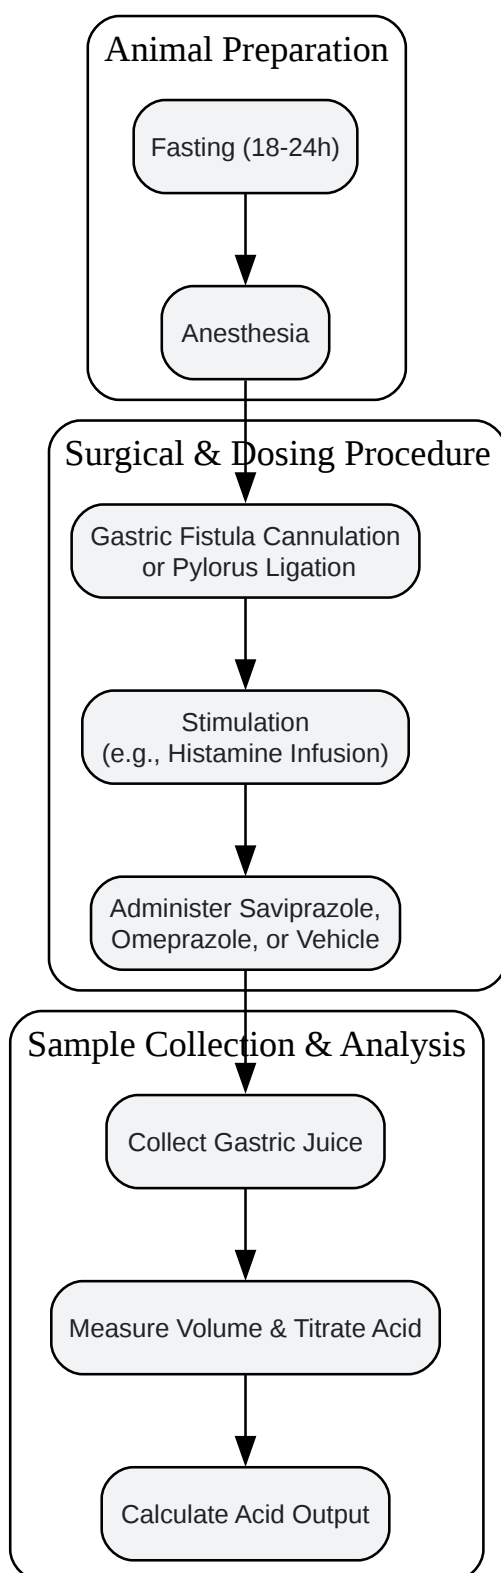 Animal Preparation
Fasting (18-24h)
Anesthesia
Surgical & Dosing Procedure
Gastric Fistula Cannulation
or Pylorus Ligation
Stimulation
(e.g., Histamine Infusion)
Administer Saviprazole,
Omeprazole, or Vehicle
Sample Collection & Analysis
Collect Gastric Juice
Measure Volume & Titrate Acid
Calculate Acid Output